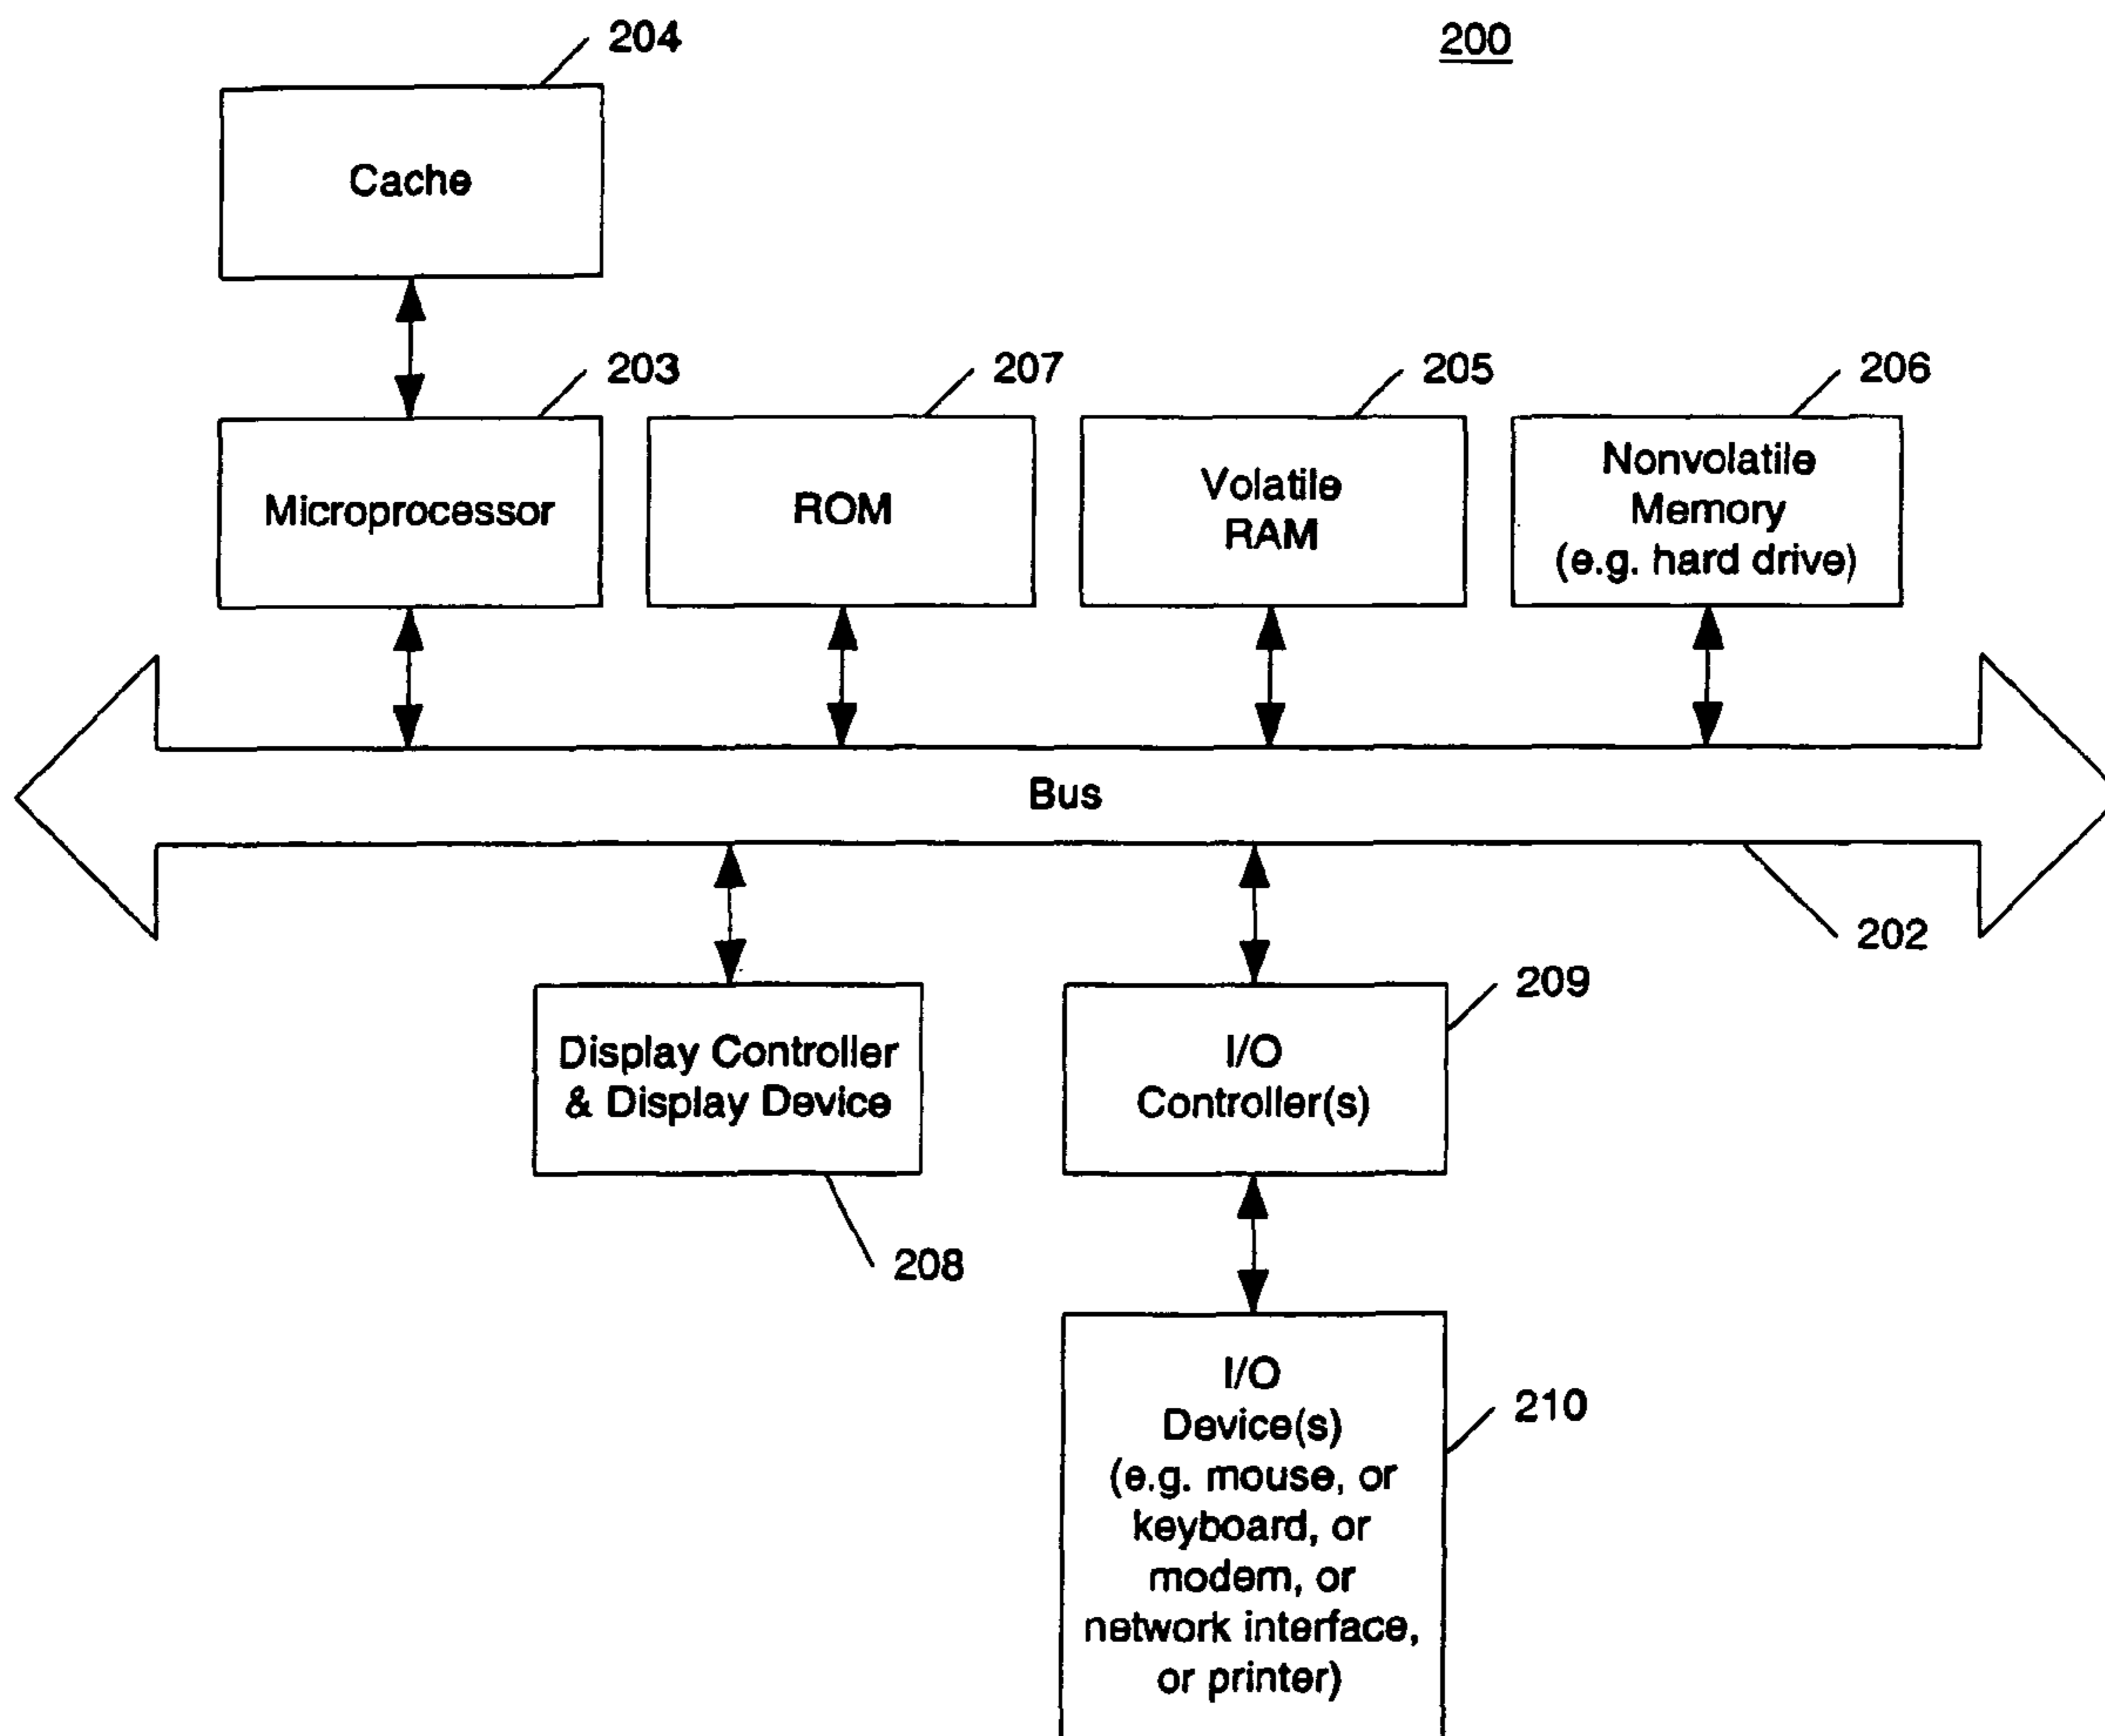 204
200
Cache
203
207
205
206
Microprocessor
ROM
Volatile
RAM
Nonvolatile
Memory
(e.g. hard drive)
Bus
202
209
Display Controller
& Display Device
I/O
Controller(s)
208
210
I/O
Device(s)
(e.g. mouse, or
keyboard, or
modem, or
network interface,
or printer)